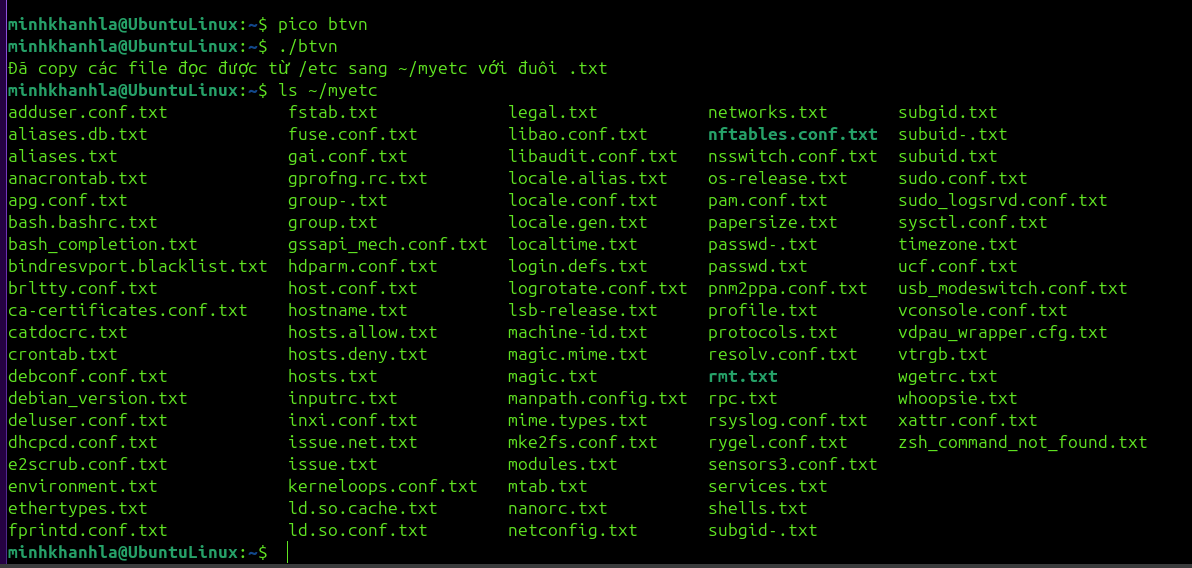 minhkhanhla@UbuntuLinux:~$ pico btvn
minhkhanhla@UbuntuLinux:~$ ./btvn
Đã copy các file đọc được từ /etc sang ~/myetc với đuôi .txt
minhkhanhla@UbuntuLinux:~$ ls ~/myetc
adduser.conf.txt            fstab.txt             legal.txt           networks.txt       subgid.txt
aliases.db.txt              fuse.conf.txt         libao.conf.txt      nftables.conf.txt  subuid-.txt
aliases.txt                 gai.conf.txt          libaudit.conf.txt   nsswitch.conf.txt  subuid.txt
anacrontab.txt              gprofng.rc.txt        locale.alias.txt    os-release.txt     sudo.conf.txt
apg.conf.txt                group-.txt            locale.conf.txt     pam.conf.txt       sudo_logsrvd.conf.txt
bash.bashrc.txt             group.txt             locale.gen.txt      papersize.txt      sysctl.conf.txt
bash_completion.txt         gssapi_mech.conf.txt  localtime.txt       passwd-.txt        timezone.txt
bindresvport.blacklist.txt  hdparm.conf.txt       login.defs.txt      passwd.txt         ucf.conf.txt
brltty.conf.txt             host.conf.txt         logrotate.conf.txt  pnm2ppa.conf.txt   usb_modeswitch.conf.txt
ca-certificates.conf.txt    hostname.txt          lsb-release.txt     profile.txt        vconsole.conf.txt
catdocrc.txt                hosts.allow.txt       machine-id.txt      protocols.txt      vdpau_wrapper.cfg.txt
crontab.txt                 hosts.deny.txt        magic.mime.txt      resolv.conf.txt    vtrgb.txt
debconf.conf.txt            hosts.txt             magic.txt           rmt.txt            wgetrc.txt
debian_version.txt          inputrc.txt           manpath.config.txt  rpc.txt            whoopsie.txt
deluser.conf.txt            inxi.conf.txt         mime.types.txt      rsyslog.conf.txt   xattr.conf.txt
dhcpcd.conf.txt             issue.net.txt         mke2fs.conf.txt     rygel.conf.txt     zsh_command_not_found.txt
e2scrub.conf.txt            issue.txt             modules.txt         sensors3.conf.txt
environment.txt             kerneloops.conf.txt   mtab.txt            services.txt
ethertypes.txt              ld.so.cache.txt       nanorc.txt          shells.txt
fprintd.conf.txt            ld.so.conf.txt        netconfig.txt       subgid-.txt
minhkhanhla@UbuntuLinux:~$